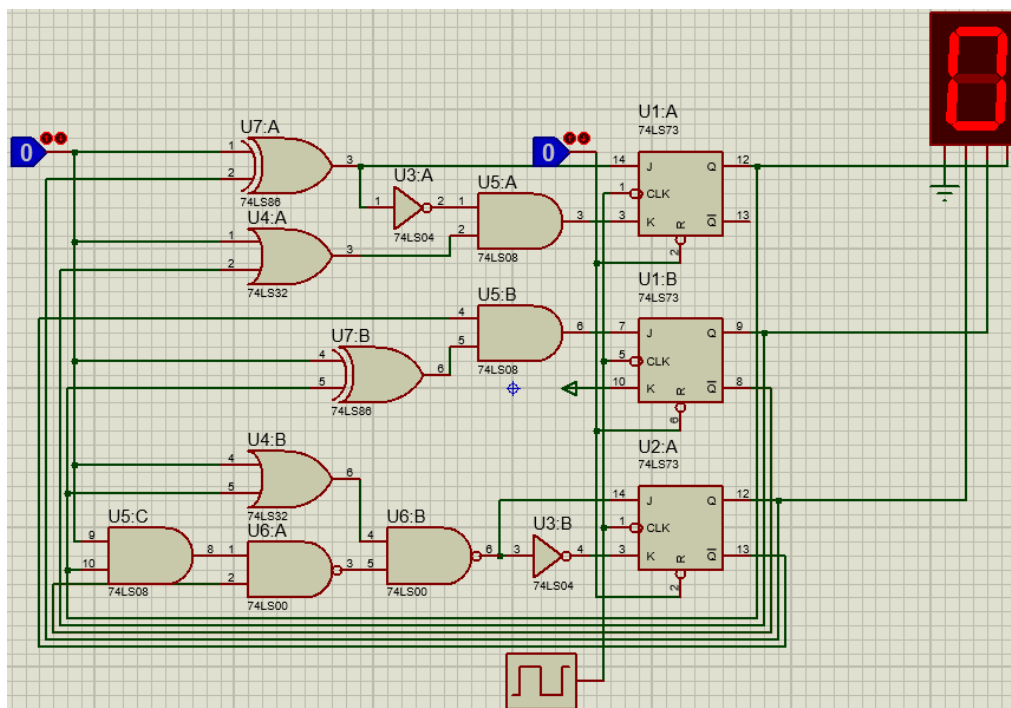 U1:A
74LS73
U7:A
0
0
1
2
3
74LS86
U3:A
1
2
74LS04
U5:A
1
2
3
74LS08
14
J
Q
12
1
CLK
3
K
R
Q
13
2
U4:A
1
2
3
74LS32
U1:B
74LS73
U5:B
4
5
6
74LS08
7
J
Q
9
5
CLK
10
K
R
Q
8
6
U7:B
4
5
6
74LS86
U2:A
74LS73
U4:B
4
5
6
74LS32
14
J
Q
12
1
CLK
3
K
R
Q
13
2
U5:C
9
10
8
74LS08
U6:A
1
2
3
74LS00
U6:B
4
5
6
74LS00
U3:B
3
4
74LS04